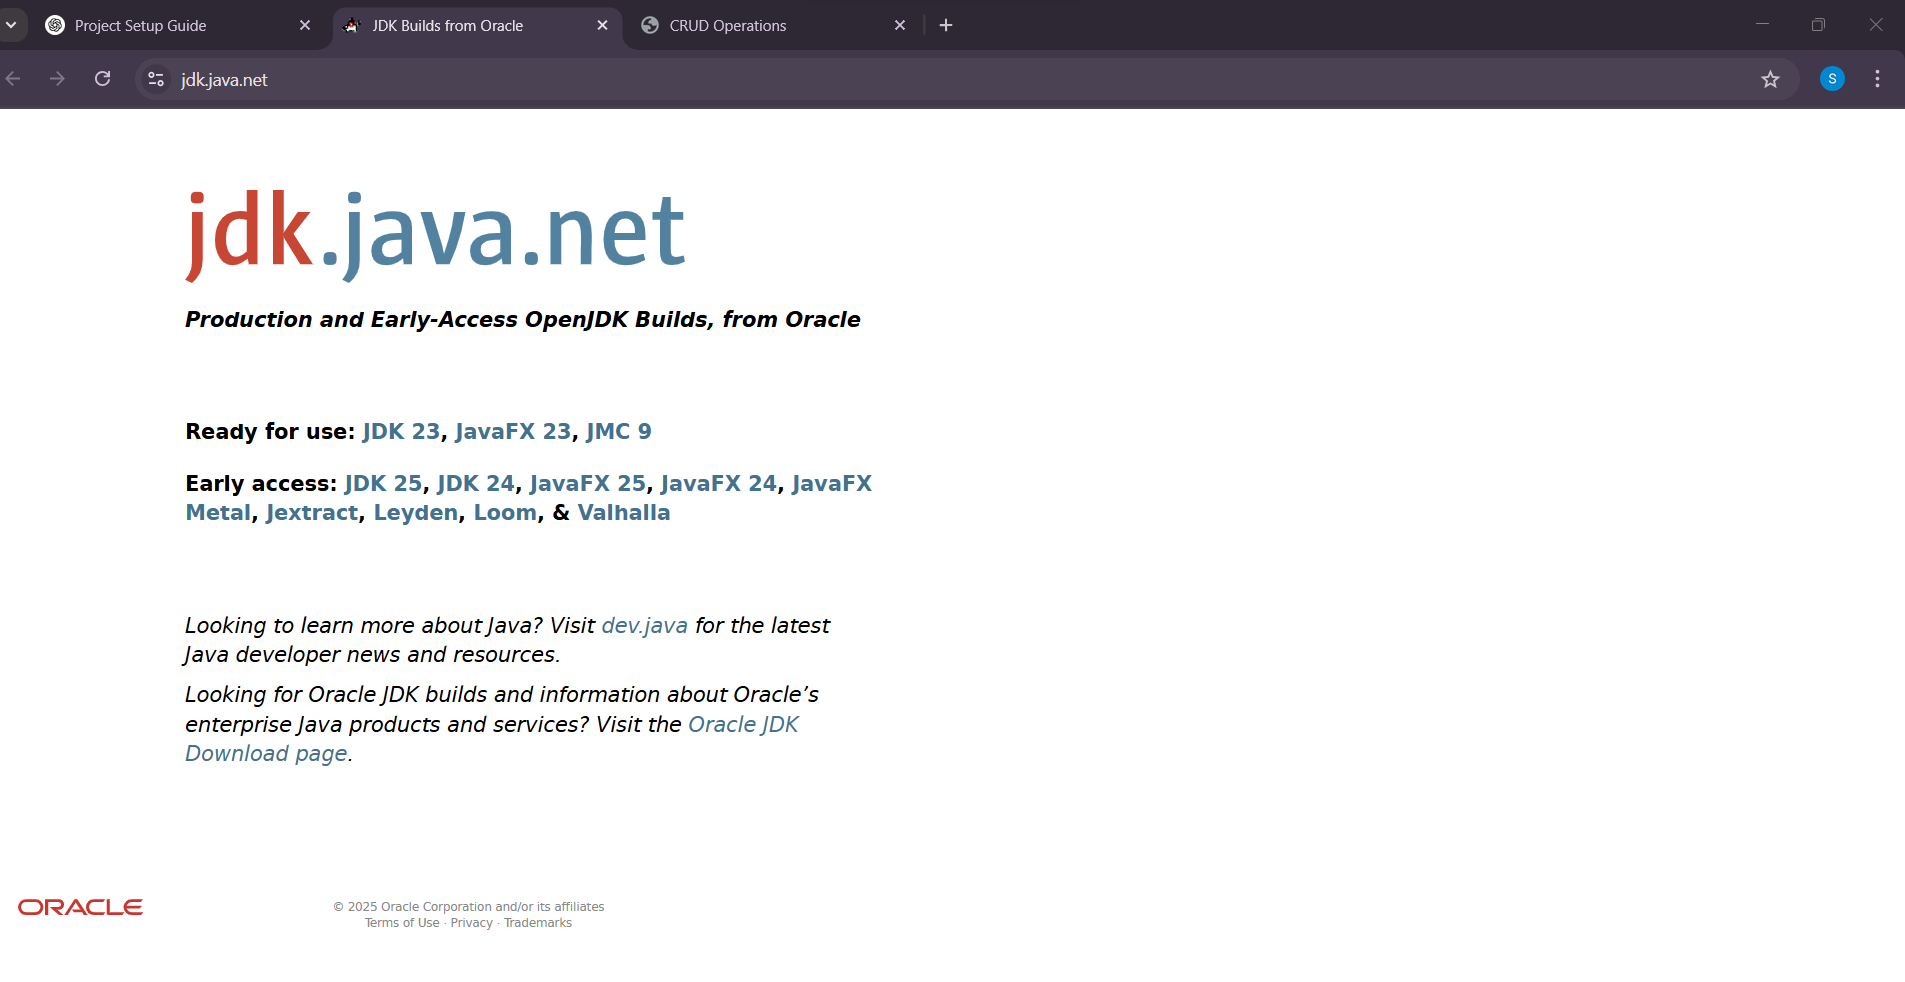 Project Setup Guide
JDK Builds from Oracle
CRUD Operations
jdk.java.net
S
jdk.java.net
Production and Early-Access OpenJDK Builds, from Oracle
Ready for use: JDK 23, JavaFX 23, JMC 9
Early access: JDK 25, JDK 24, JavaFX 25, JavaFX 24, JavaFX
Metal, Jextract, Leyden, Loom, & Valhalla
Looking to learn more about Java? Visit dev.java for the latest
Java developer news and resources.
Looking for Oracle JDK builds and information about Oracle’s
enterprise Java products and services? Visit the Oracle JDK
Download page.
ORACLE
© 2025 Oracle Corporation and/or its affiliates
Terms of Use · Privacy · Trademarks